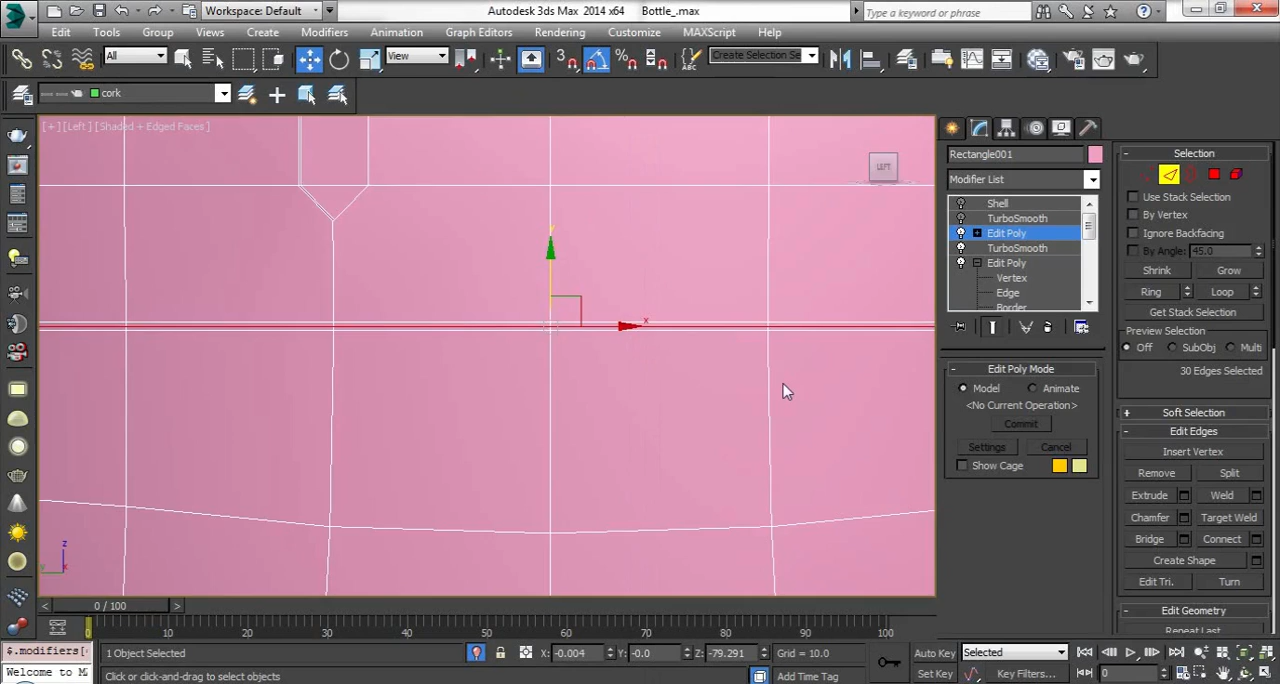 Workspace: Default
Autodesk 3ds Max 2014 x64 Bottle_.max
Type a keyword or phrase
Edit Tools Group Views Create Modifiers Animation Graph Editors Rendering Customize MAXScript Help
All View 3 Create Selection Se
cork
[+] [Left] [Shaded + Edged Faces]
LEFT
y
x
z
y x
Rectangle001
Modifier List
Shell
TurboSmooth
Edit Poly
TurboSmooth
Edit Poly
Vertex
Edge
Border
Edit Poly Mode
Model Animate
<No Current Operation>
Commit
Settings Cancel
Show Cage
Selection
Use Stack Selection
By Vertex
Ignore Backfacing
By Angle: 45.0
Shrink Grow
Ring Loop
Get Stack Selection
Preview Selection
Off SubObj Multi
30 Edges Selected
Soft Selection
Edit Edges
Insert Vertex
Remove Split
Extrude Weld
Chamfer Target Weld
Bridge Connect
Create Shape
Edit Tri. Turn
Edit Geometry
Repeat Last
< 0 / 100 >
0 10 20 30 40 50 60 70 80 90 100
$.modifiers[
1 Object Selected X: -0.004 Y: -0.0 Z: -79.291 Grid = 10.0 Auto Key Selected
Welcome to M
Click or click-and-drag to select objects Add Time Tag Set Key Key Filters... 0